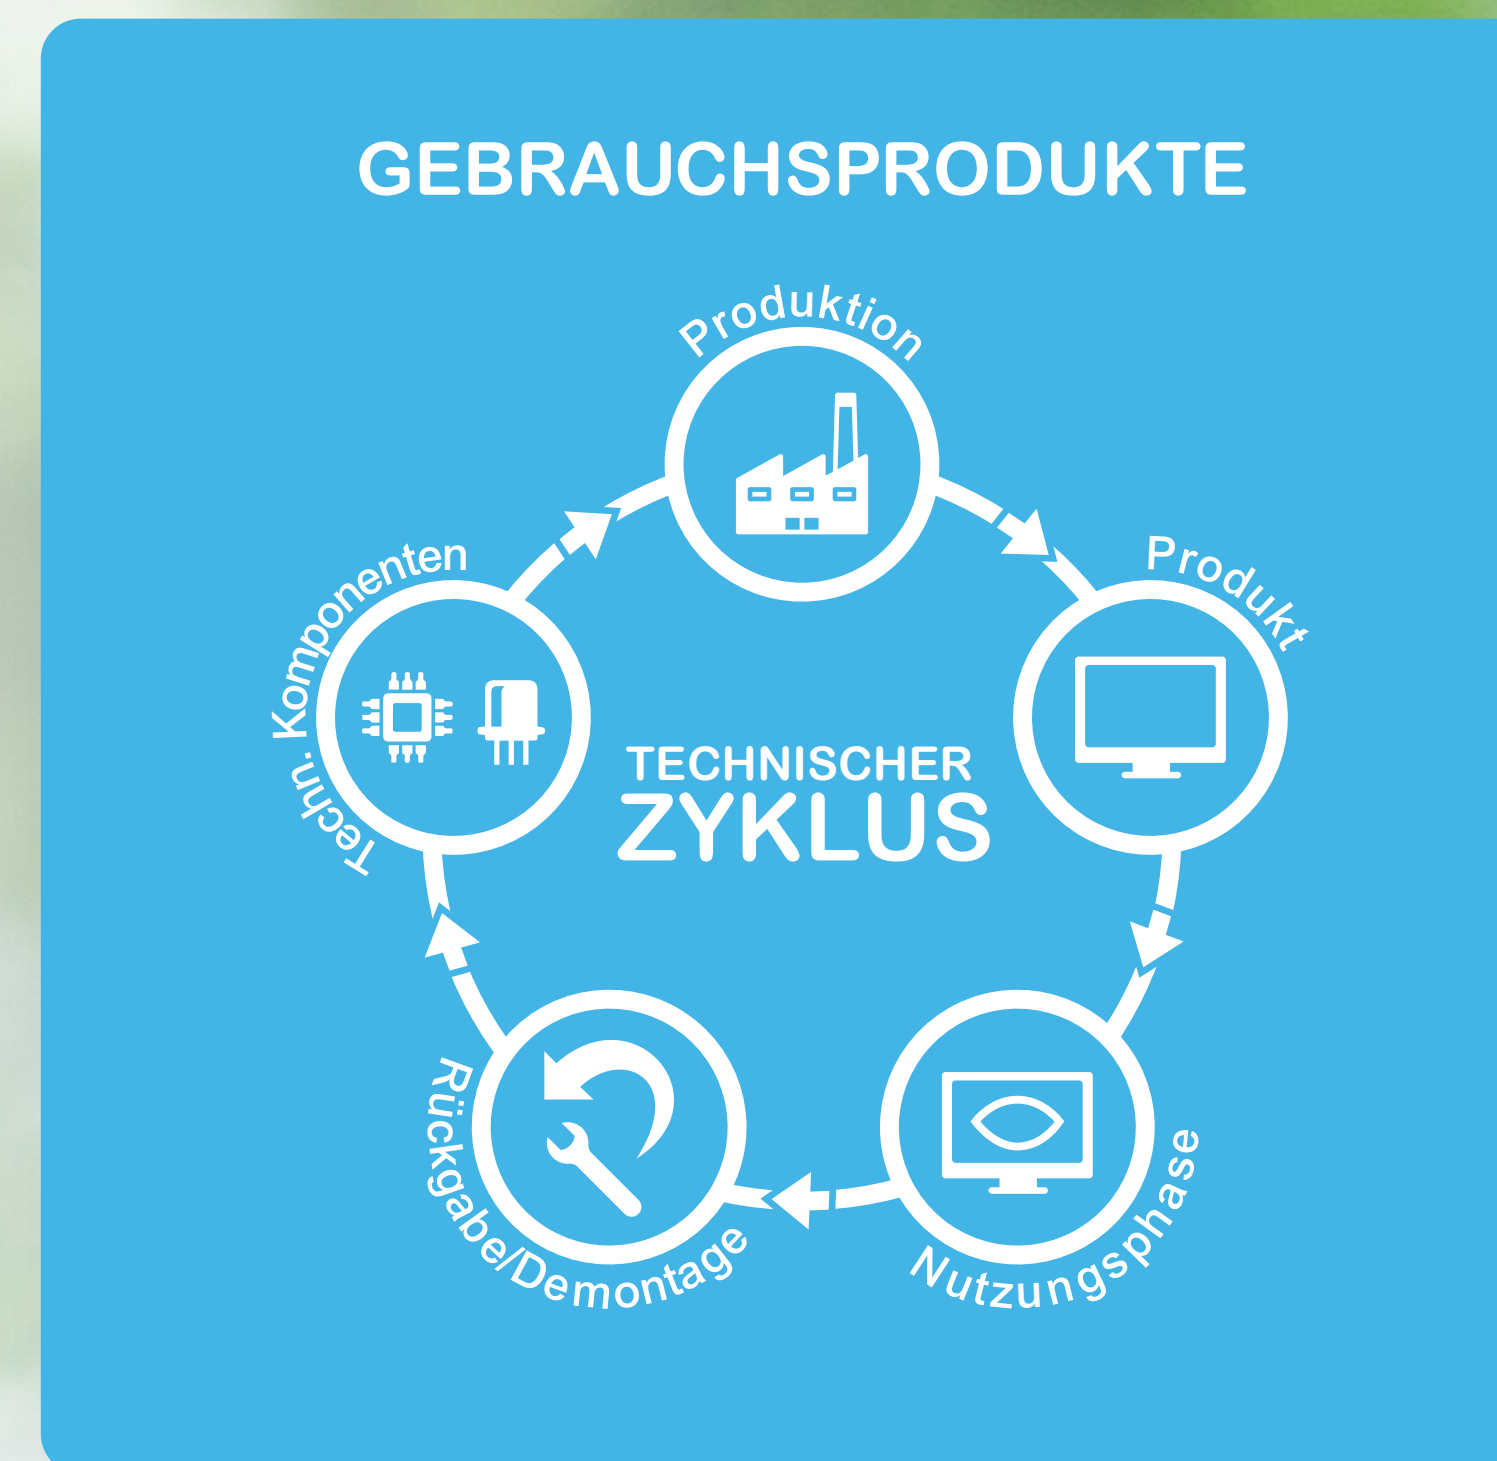 GEBRAUCHSPRODUKTE
Produktion
Produkt
Techn. Komponenten
TECHNISCHER
ZYKLUS
Rückgabe/Demontage
Nutzungsphase